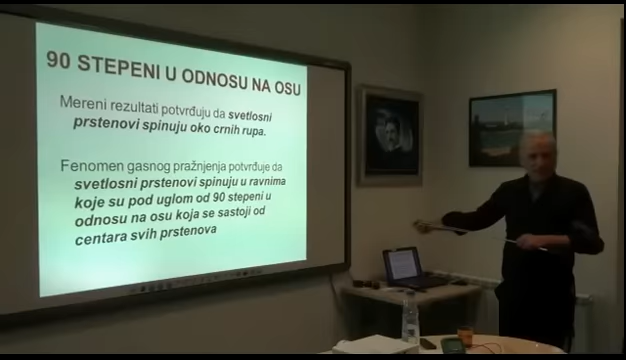 90 STEPENI U ODNOSU NA OSU
Mereni rezultati potvrđuju da svetlosni
prstenovi spinuju oko crnih rupa.
Fenomen gasnog pražnjenja potvrđuje da
svetlosni prstenovi spinuju u ravnima
koje su pod uglom od 90 stepeni u
odnosu na osu koja se sastoji od
centara svih prstenova